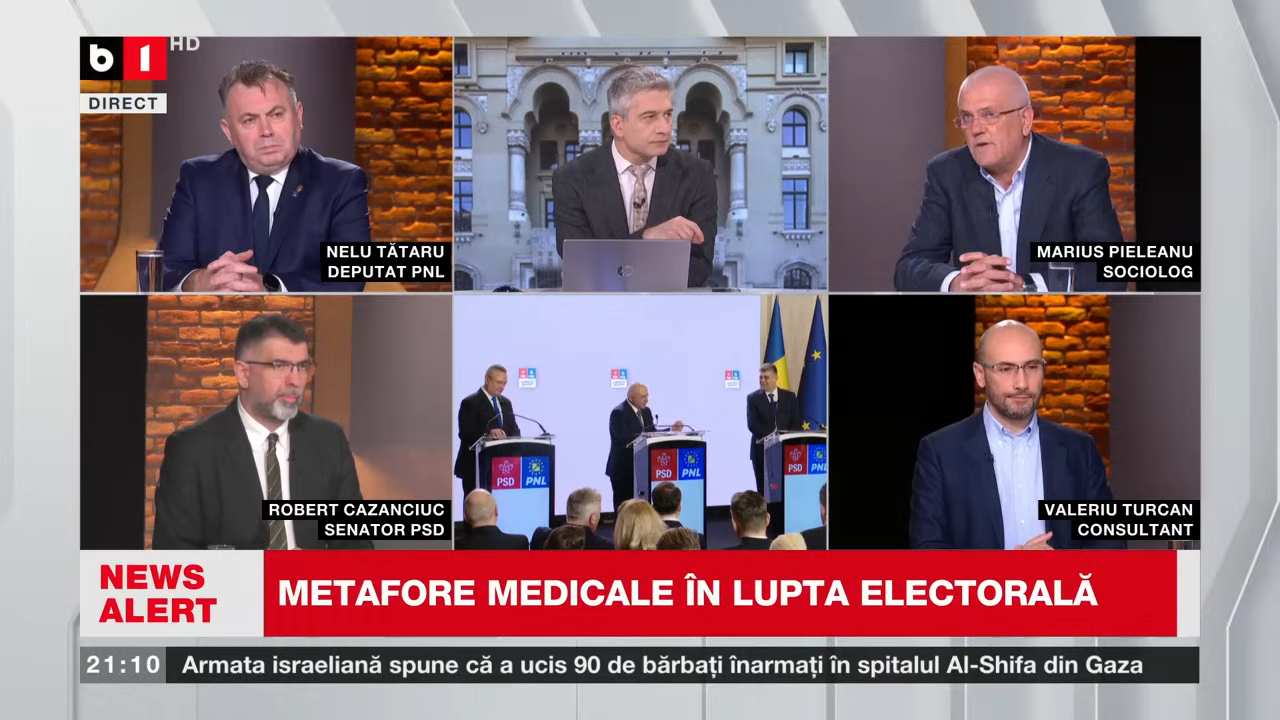 b1 HD
DIRECT
NELU TĂTARU
DEPUTAT PNL
MARIUS PIELEANU
SOCIOLOG
PSD PNL
PSD PNL
PSD PNL
ROBERT CAZANCIUC
SENATOR PSD
VALERIU TURCAN
CONSULTANT
NEWS
ALERT
METAFORE MEDICALE ÎN LUPTA ELECTORALĂ
21:10 Armata israeliană spune că a ucis 90 de bărbați înarmați în spitalul Al-Shifa din Gaza